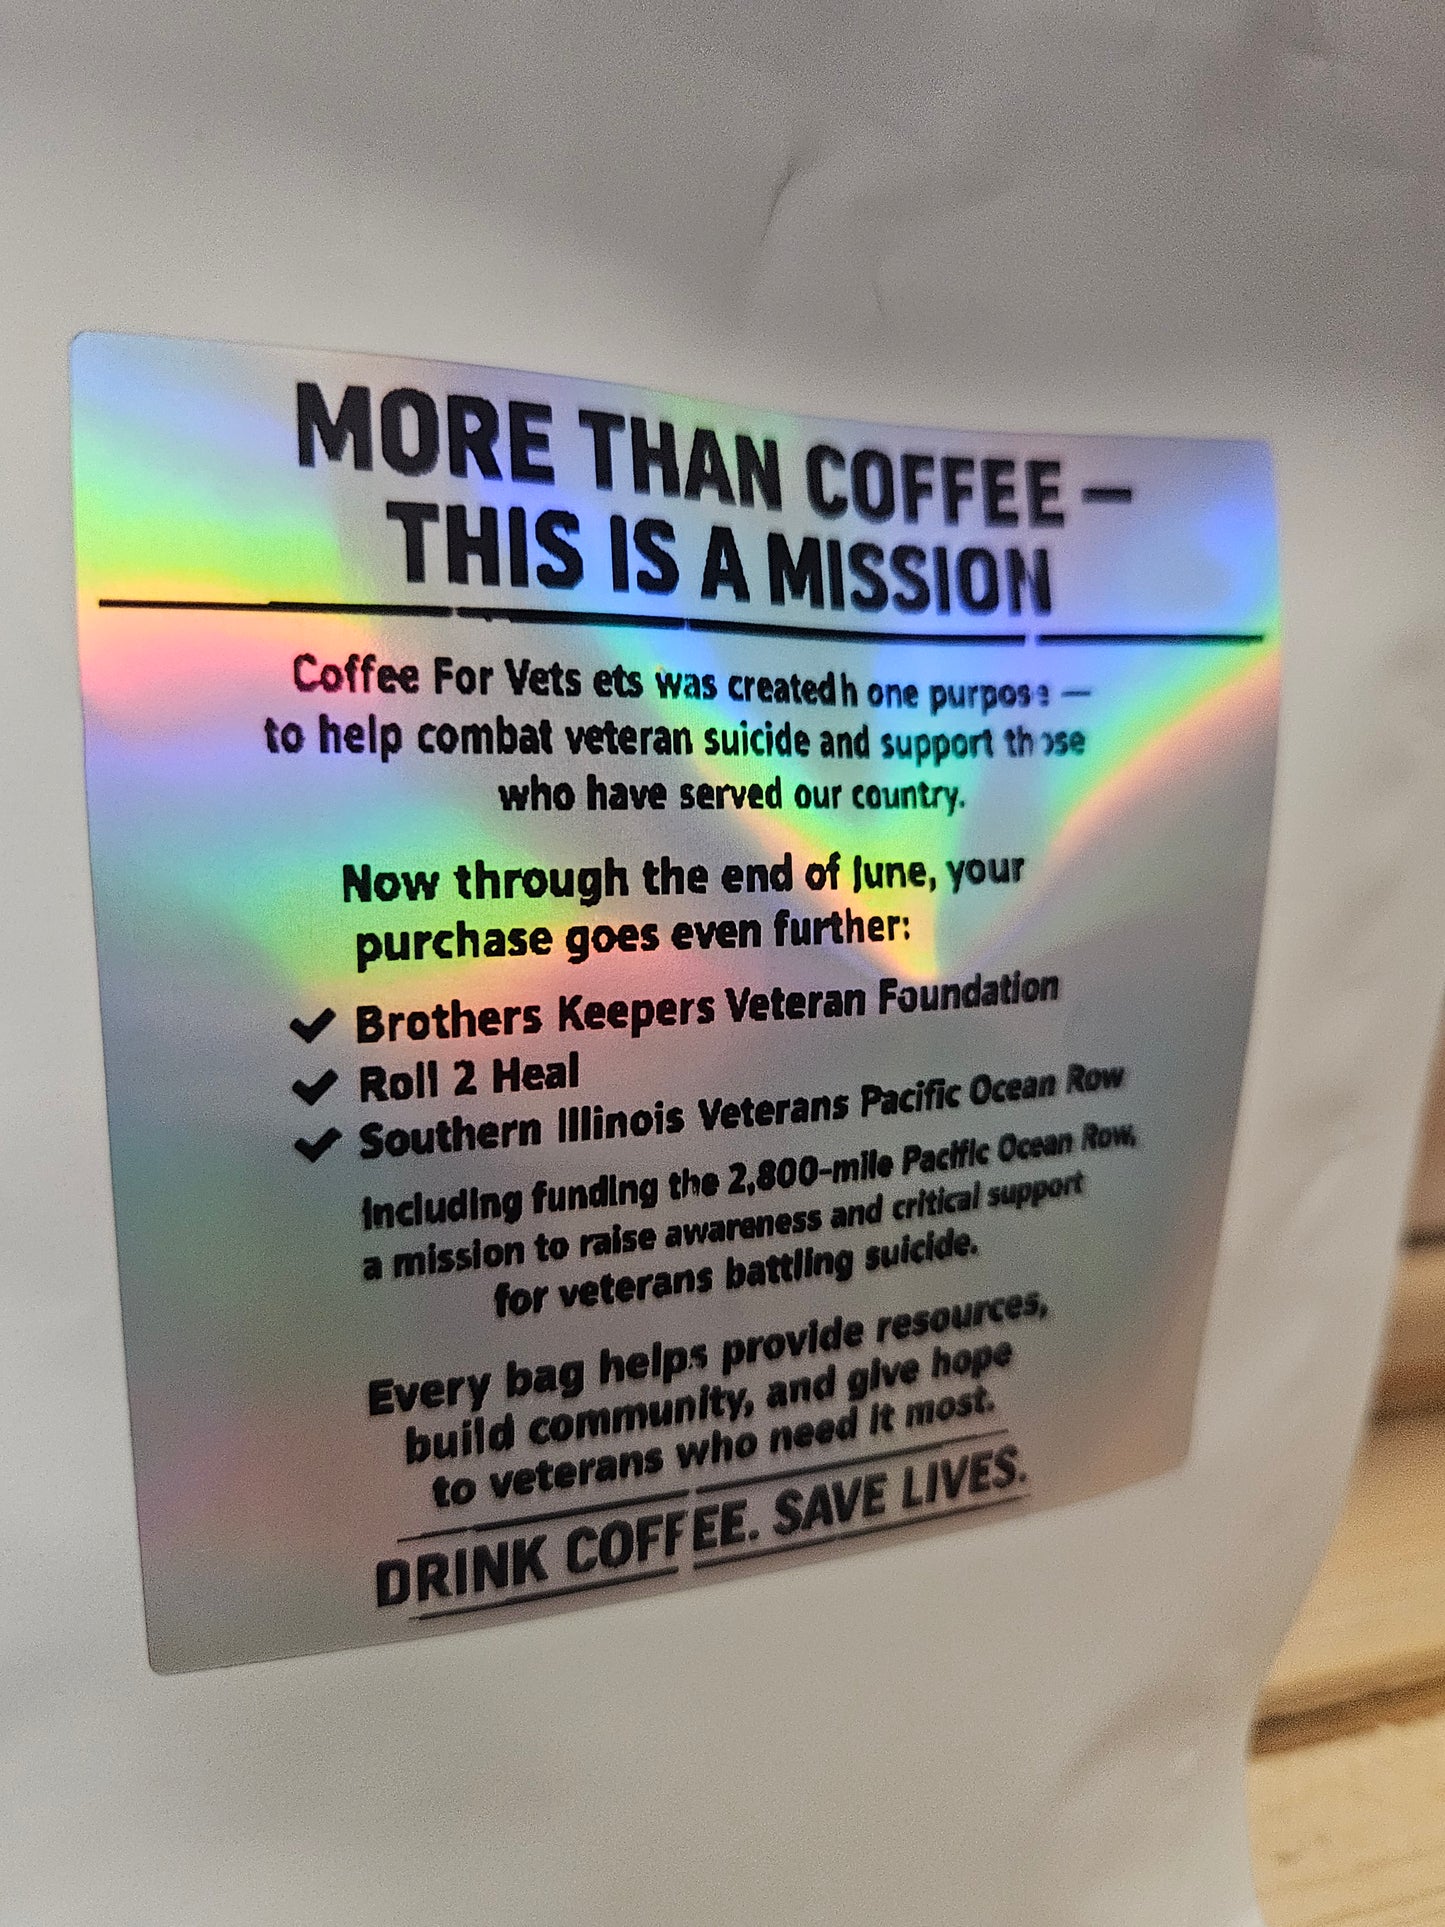 MORE THAN COFFEE —
THIS IS A MISSION
Coffee For Vets ets was created h one purpose —
to help combat veteran suicide and support those
who have served our country.
Now through the end of June, your
purchase goes even further:
✔ Brothers Keepers Veteran Foundation
✔ Roll 2 Heal
✔ Southern Illinois Veterans Pacific Ocean Row
including funding the 2,800-mile Pacific Ocean Row,
a mission to raise awareness and critical support
for veterans battling suicide.
Every bag helps provide resources,
build community, and give hope
to veterans who need it most.
DRINK COFFEE. SAVE LIVES.